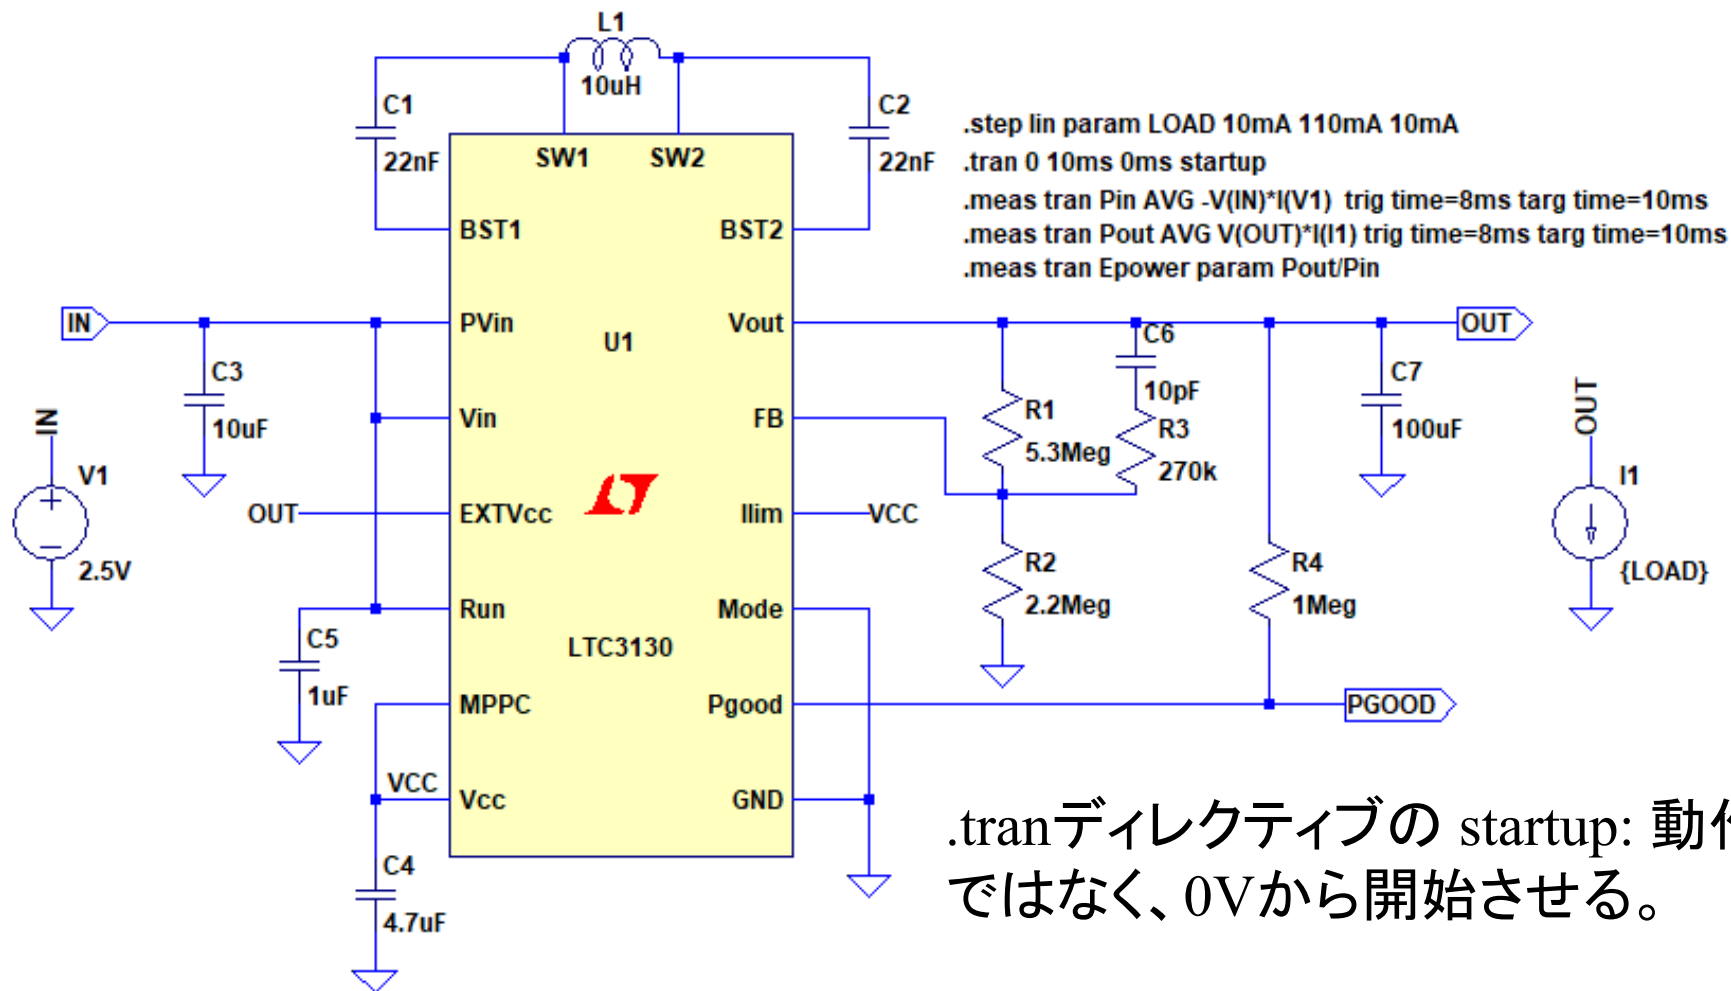 L1
10uH
C1
22nF
C2
22nF
.step lin param LOAD 10mA 110mA 10mA
.tran 0 10ms 0ms startup
.meas tran Pin AVG -V(IN)*I(V1) trig time=8ms targ time=10ms
.meas tran Pout AVG V(OUT)*I(I1) trig time=8ms targ time=10ms
.meas tran Epower param Pout/Pin
SW1
SW2
BST1
BST2
IN
PVin
Vout
U1
OUT
C3
10uF
C6
10pF
C7
100uF
IN
V1
2.5V
Vin
FB
R1
5.3Meg
R3
270k
OUT
I1
{LOAD}
OUT
EXTVcc
Ilim
VCC
R2
2.2Meg
R4
1Meg
Run
Mode
C5
1uF
LTC3130
MPPC
Pgood
PGOOD
VCC
Vcc
GND
C4
4.7uF
.tranディレクティブの startup: 動作
ではなく、0Vから開始させる。